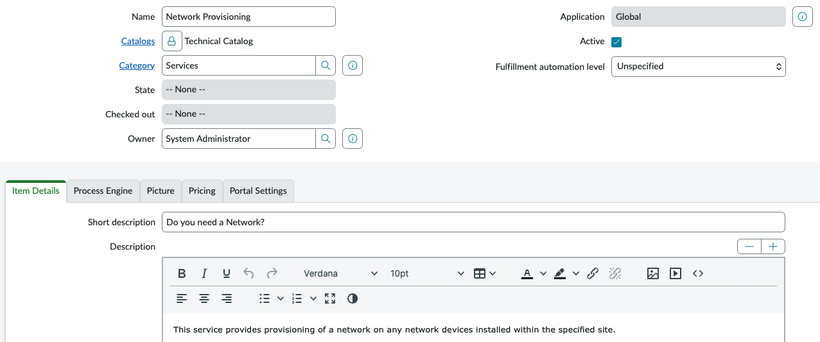 Name Network Provisioning Application Global
Catalogs Technical Catalog Active
Category Services Fulfillment automation level Unspecified
State -- None --
Checked out -- None --
Owner System Administrator
Item Details Process Engine Picture Pricing Portal Settings
Short description Do you need a Network?
Description
B I U Verdana 10pt A
This service provides provisioning of a network on any network devices installed within the specified site.